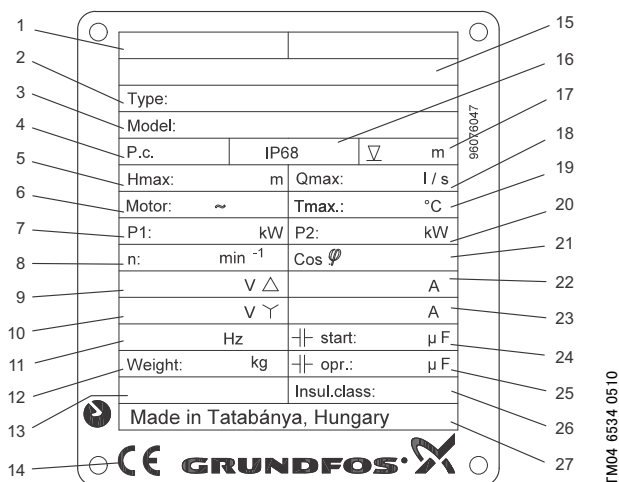 1
15
2
16
Type:
3
Model:
17
4
P.c.
IP68
m
96076047
18
5
Hmax: m
Qmax: l / s
19
6
Motor: ~
Tmax.: °C
20
7
P1: kW
P2: kW
21
8
n: min -1
Cos φ
22
9
V △
A
10
V Y
A
23
11
Hz
start: µ F
24
12
Weight: kg
opr.: µ F
25
13
Insul.class:
26
Made in Tatabánya, Hungary
14
CE GRUNDFOS
27
TM04 6534 0510